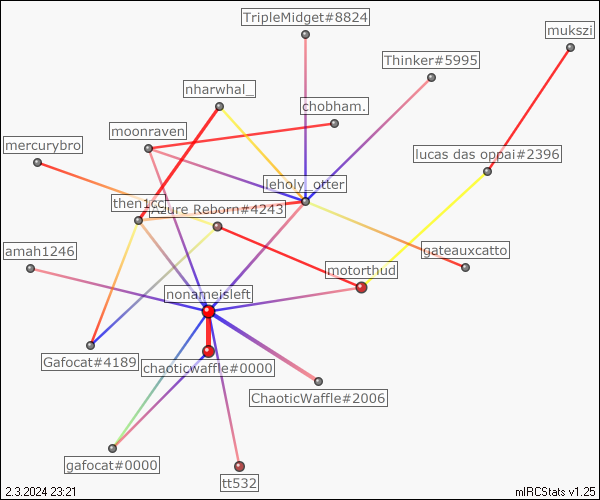 TripleMidget#8824
mukszi
Thinker#5995
nharwhal_
chobham.
moonraven
mercurybro
lucas das oppai#2396
leholy_otter
then1cc
Azure Reborn#4243
amah1246
gateauxcatto
motorthud
nonameisleft
Gafocat#4189
chaoticwaffle#0000
ChaoticWaffle#2006
gafocat#0000
tt532
2.3.2024 23:21
mIRCStats v1.25